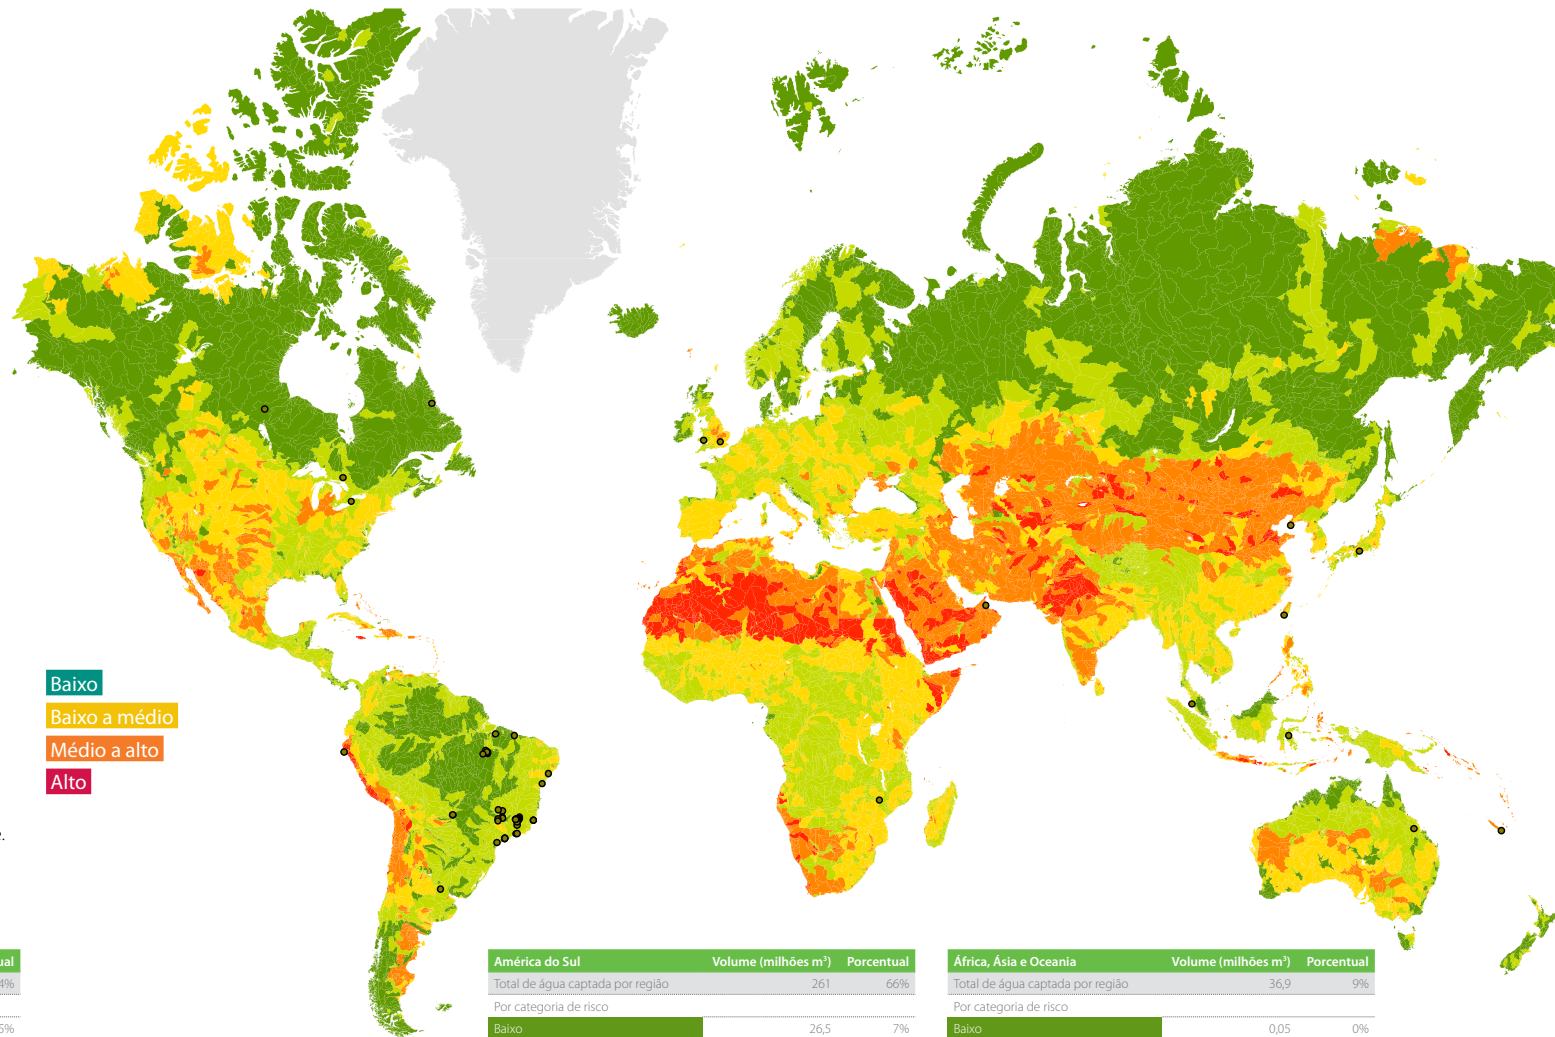 Baixo
Baixo a médio
Médio a alto
Alto
América do Sul Volume (milhões m³) Porcentual
Total de água captada por região 261 66%
Por categoria de risco
Baixo 26,5 7%
África, Ásia e Oceania Volume (milhões m³) Porcentual
Total de água captada por região 36,9 9%
Por categoria de risco
Baixo 0,05 0%